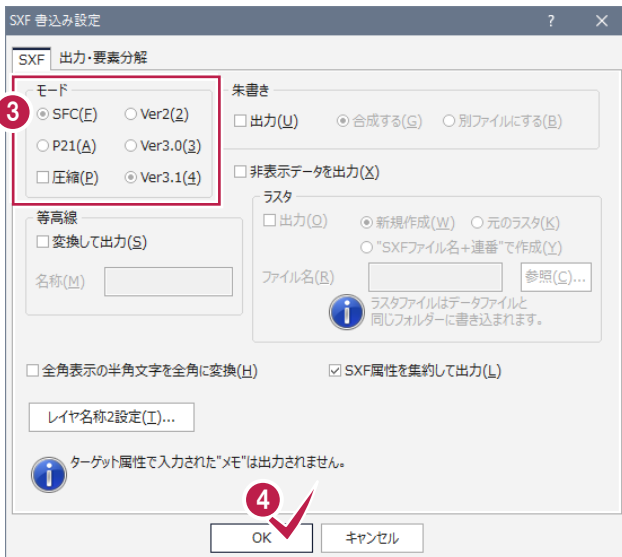 SXF 書込み設定 ? ×
SXF 出力・要素分解
モード
3
SFC(F) Ver2(2)
P21(A) Ver3.0(3)
圧縮(P) Ver3.1(4)
朱書き
出力(U) 合成する(G) 別ファイルにする(B)
非表示データを出力(X)
等高線
変換して出力(S)
名称(M)
ラスタ
出力(O) 新規作成(W) 元のラスタ(K)
"SXFファイル名+連番"で作成(Y)
ファイル名(R) 参照(C)...
ラスタファイルはデータファイルと
同じフォルダーに書き込まれます。
全角表示の半角文字を全角に変換(H) SXF属性を集約して出力(L)
レイヤ名称2設定(T)...
ターゲット属性で入力された"メモ"は出力されません。
4
OK キャンセル